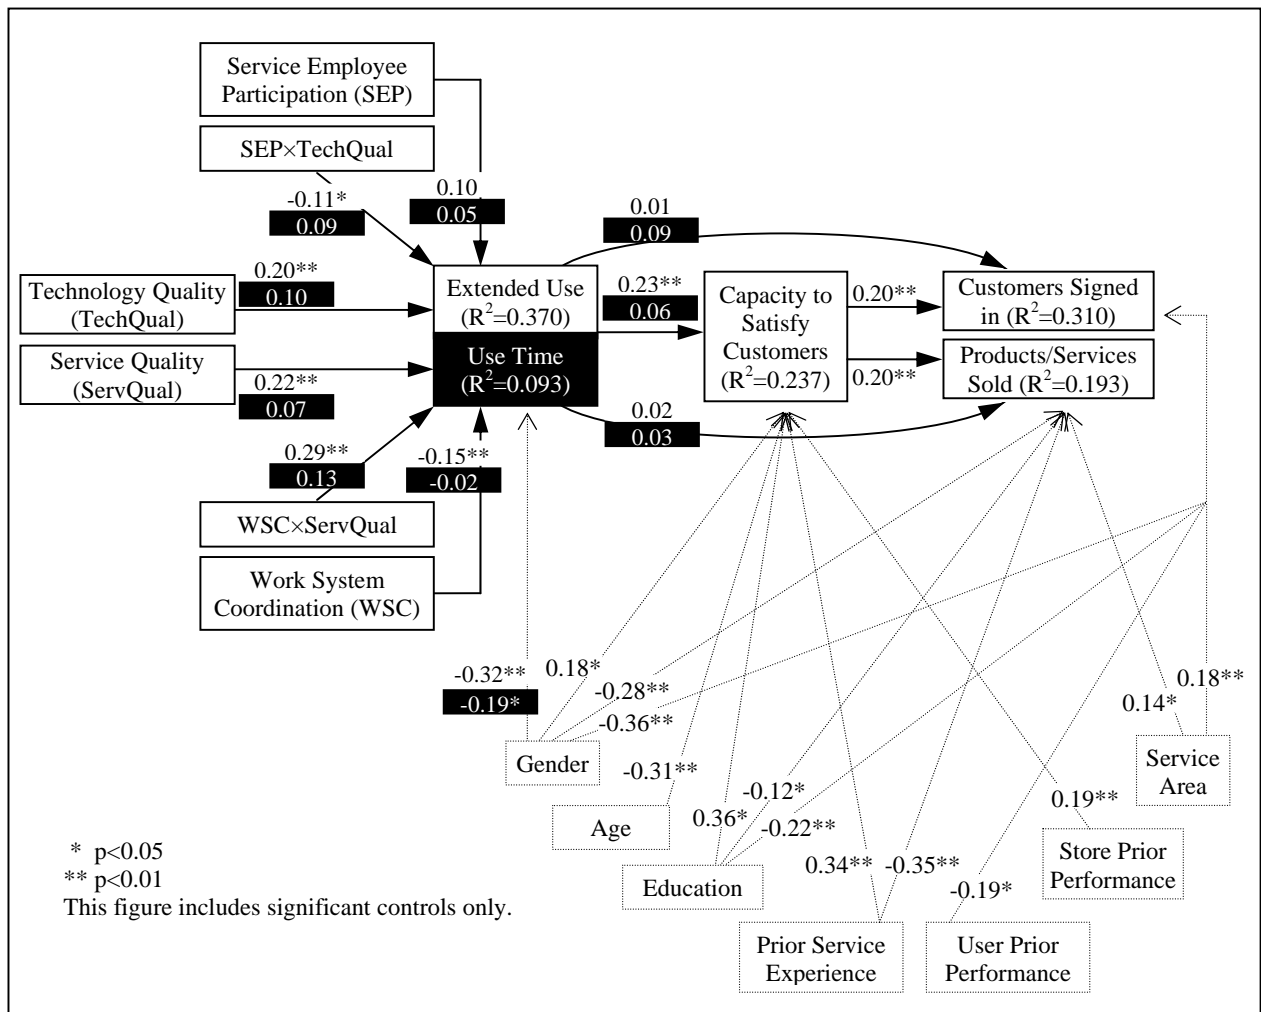 Service Employee
Participation (SEP)
SEP×TechQual
-0.11*
0.09
0.10
0.05
0.01
0.09
Technology Quality
(TechQual)
0.20**
0.10
Extended Use
(R²=0.370)
0.23**
0.06
Capacity to
Satisfy
Customers
(R²=0.237)
0.20**
Customers Signed
in (R²=0.310)
Service Quality
(ServQual)
0.22**
0.07
Use Time
(R²=0.093)
0.20**
Products/Services
Sold (R²=0.193)
0.02
0.03
0.29**
0.13
-0.15**
-0.02
WSC×ServQual
Work System
Coordination (WSC)
-0.32**
-0.19*
0.18*
-0.28**
-0.36**
0.18**
0.14*
Gender
Service
Area
-0.31**
-0.12*
0.19**
Age
0.36*
-0.22**
Store Prior
Performance
0.34**
-0.35**
-0.19*
Education
Prior Service
Experience
User Prior
Performance
* p<0.05
** p<0.01
This figure includes significant controls only.